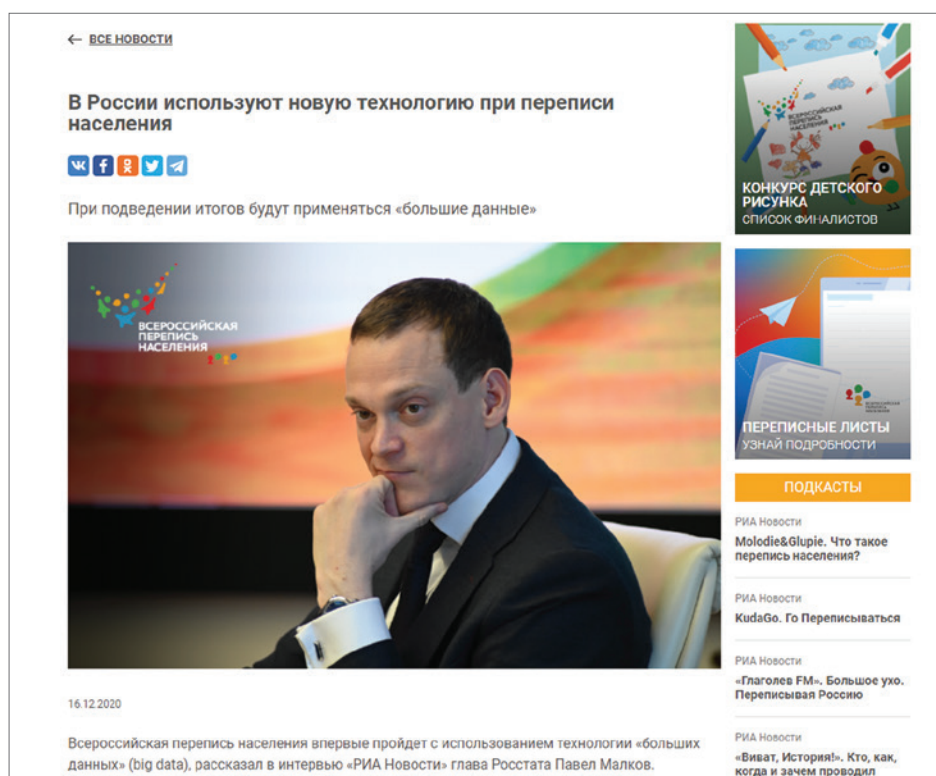 ← ВСЕ НОВОСТИ
В России используют новую технологию при переписи
населения
При подведении итогов будут применяться «большие данные»
ВСЕРОССИЙСКАЯ
ПЕРЕПИСЬ
НАСЕЛЕНИЯ
16.12.2020
Всероссийская перепись населения впервые пройдет с использованием технологии «больших
данных» (big data), рассказал в интервью «РИА Новости» глава Росстата Павел Малков.
ВСЕРОССИЙСКАЯ
ПЕРЕПИСЬ
НАСЕЛЕНИЯ
КОНКУРС ДЕТСКОГО
РИСУНКА
СПИСОК ФИНАЛИСТОВ
ПЕРЕПИСНЫЕ ЛИСТЫ
УЗНАЙ ПОДРОБНОСТИ
ПОДКАСТЫ
РИА Новости
Molodie&Glupie. Что такое
перепись населения?
РИА Новости
KudaGo. Го Переписываться
РИА Новости
«Глаголев FM». Большое ухо.
Переписывая Россию
РИА Новости
«Виват, История!». Кто, как,
когда и зачем проводил